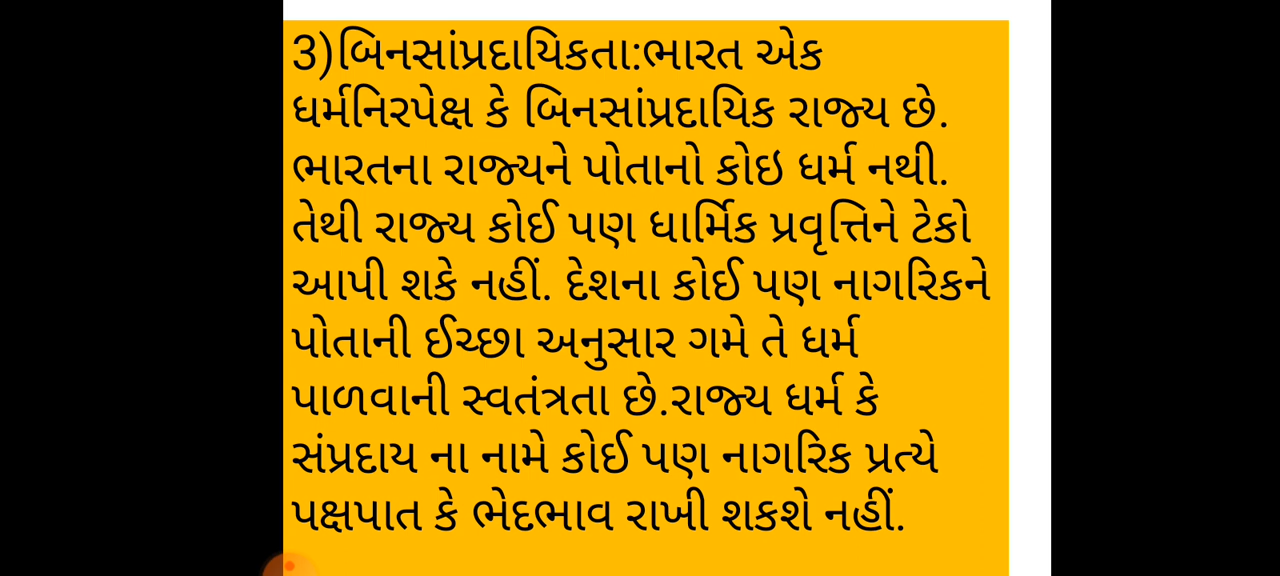 3)બિનસાંપ્રદાયિકતા:ભારત એક
ધર્મનિરપેક્ષ કે બિનસાંપ્રદાયિક રાજ્ય છે.
ભારતના રાજ્યને પોતાનો કોઇ ધર્મ નથી.
તેથી રાજ્ય કોઈ પણ ધાર્મિક પ્રવૃત્તિને ટેકો
આપી શકે નહીં. દેશના કોઈ પણ નાગરિકને
પોતાની ઈચ્છા અનુસાર ગમે તે ધર્મ
પાળવાની સ્વતંત્રતા છે.રાજ્ય ધર્મ કે
સંપ્રદાય ના નામે કોઈ પણ નાગરિક પ્રત્યે
પક્ષપાત કે ભેદભાવ રાખી શકશે નહીં.